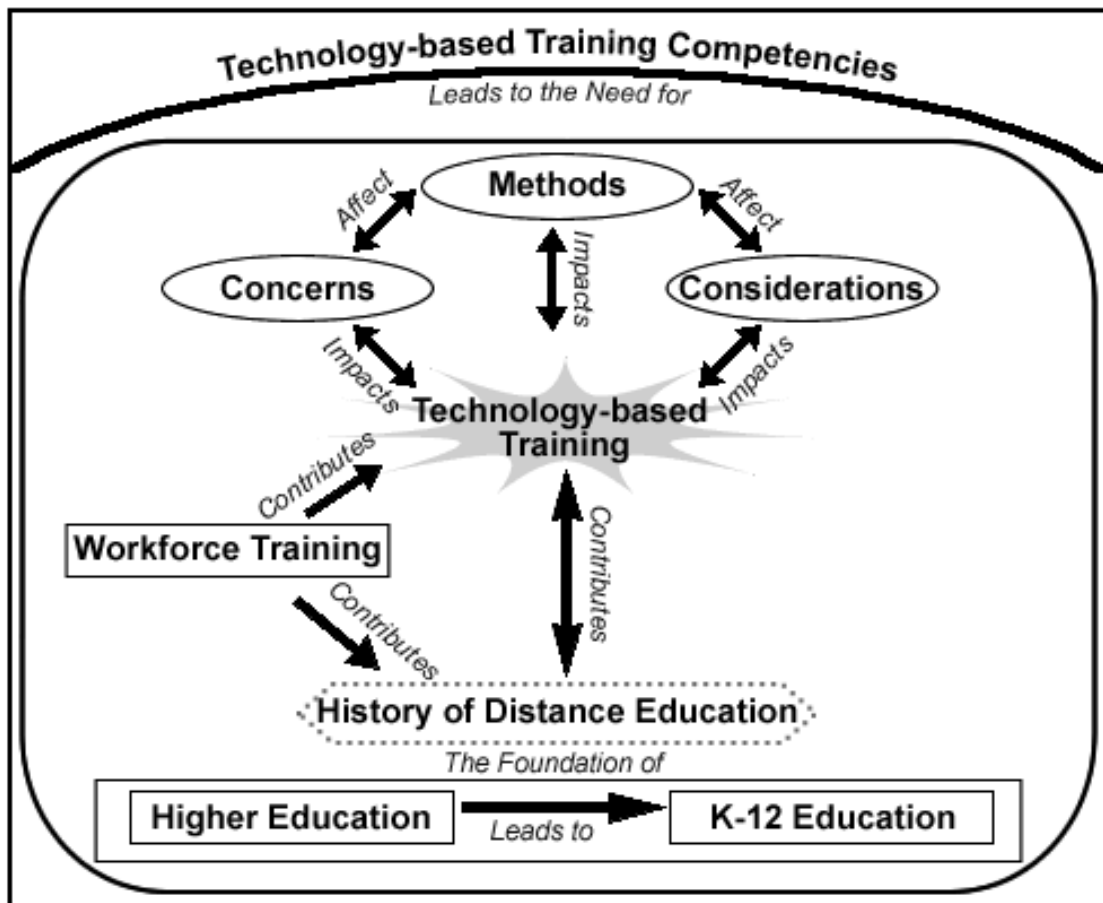 Technology-based Training Competencies
Leads to the Need for
Methods
Affect
Affect
Concerns
Impacts
Considerations
Impacts
Impacts
Technology-based
Training
Contributes
Workforce Training
Contributes
Contributes
History of Distance Education
The Foundation of
Higher Education
Leads to
K-12 Education